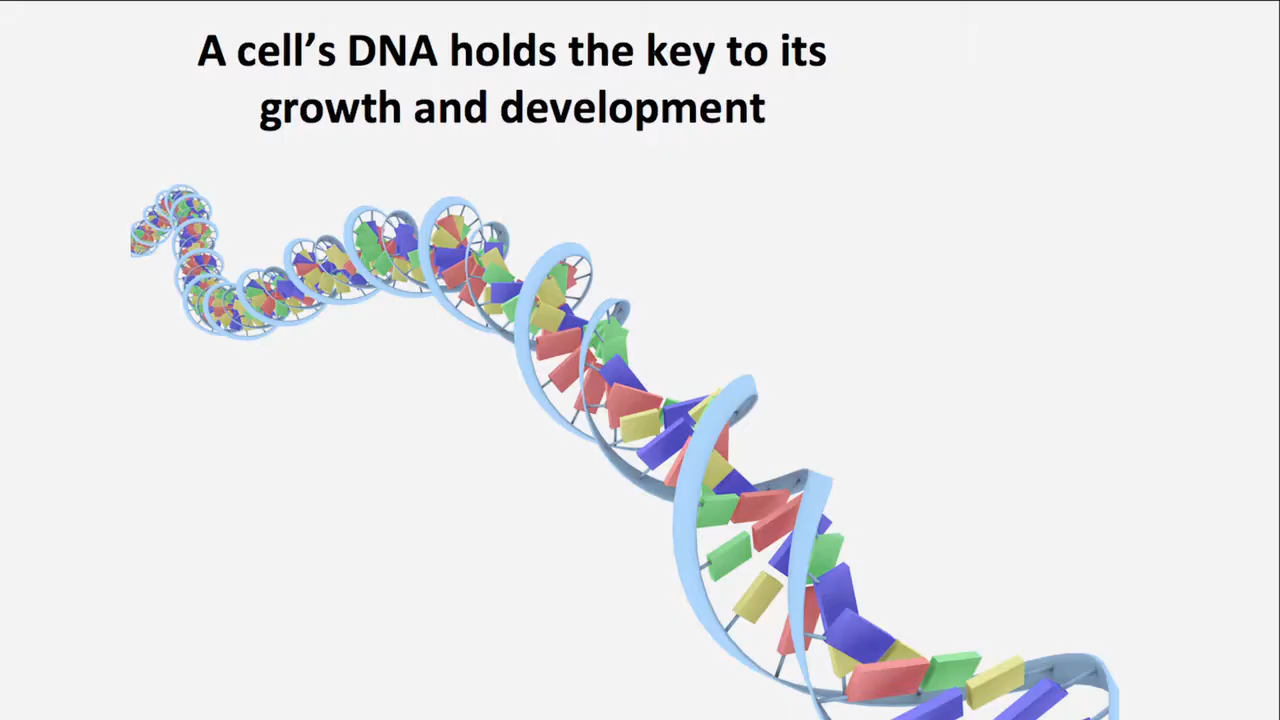 A cell’s DNA holds the key to its
growth and development